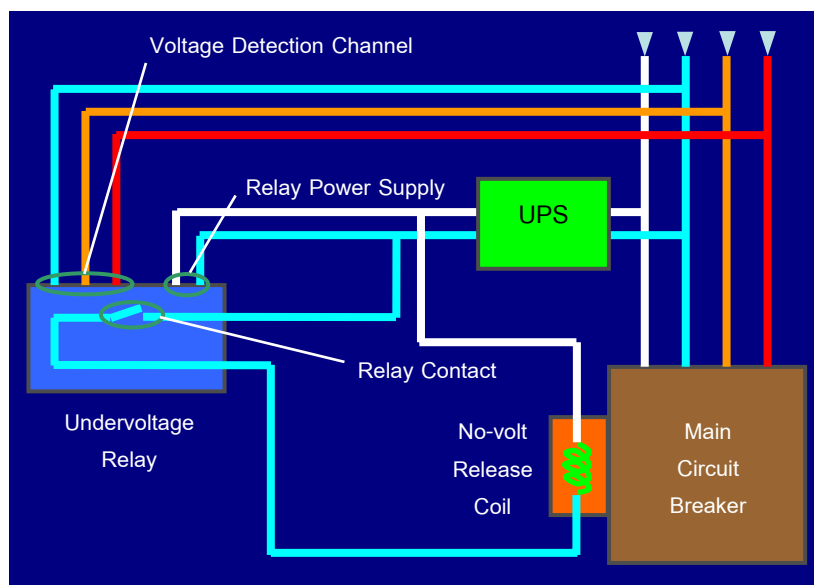 Voltage Detection Channel
Relay Power Supply
UPS
Relay Contact
Undervoltage
Relay
No-volt
Release
Coil
Main
Circuit
Breaker